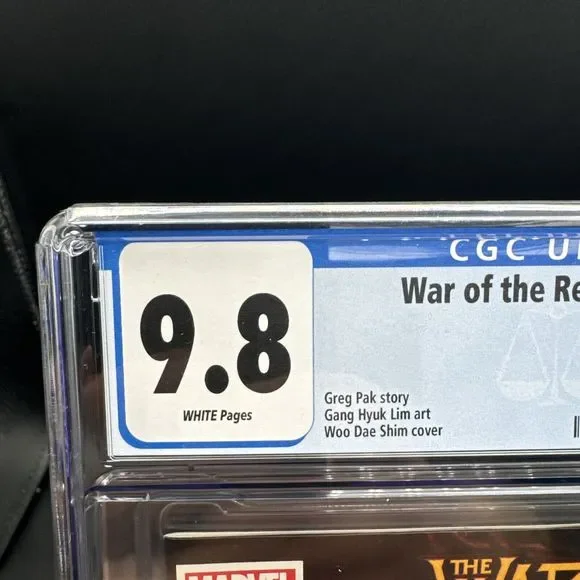 CGC U
9.8
War of the Re
WHITE Pages
Greg Pak story
Gang Hyuk Lim art
Woo Dae Shim cover
MARVEL
THE